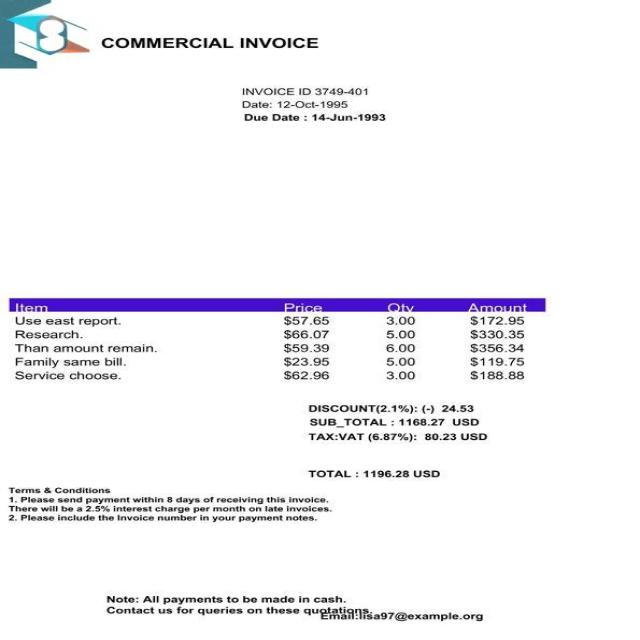 8
COMMERCIAL INVOICE
INVOICE ID 3749-401
Date: 12-Oct-1995
Due Date : 14-Jun-1993
Item Price Qty Amount
Use east report. $57.65 3.00 $172.95
Research. $66.07 5.00 $330.35
Than amount remain. $59.39 6.00 $356.34
Family same bill. $23.95 5.00 $119.75
Service choose. $62.96 3.00 $188.88
DISCOUNT(2.1%): (-) 24.53
SUB_TOTAL : 1168.27 USD
TAX:VAT (6.87%): 80.23 USD
TOTAL : 1196.28 USD
Terms & Conditions
1. Please send payment within 8 days of receiving this invoice.
There will be a 2.5% interest charge per month on late invoices.
2. Please include the Invoice number in your payment notes.
Note: All payments to be made in cash.
Contact us for queries on these quotations.
Email:lisa97@example.org